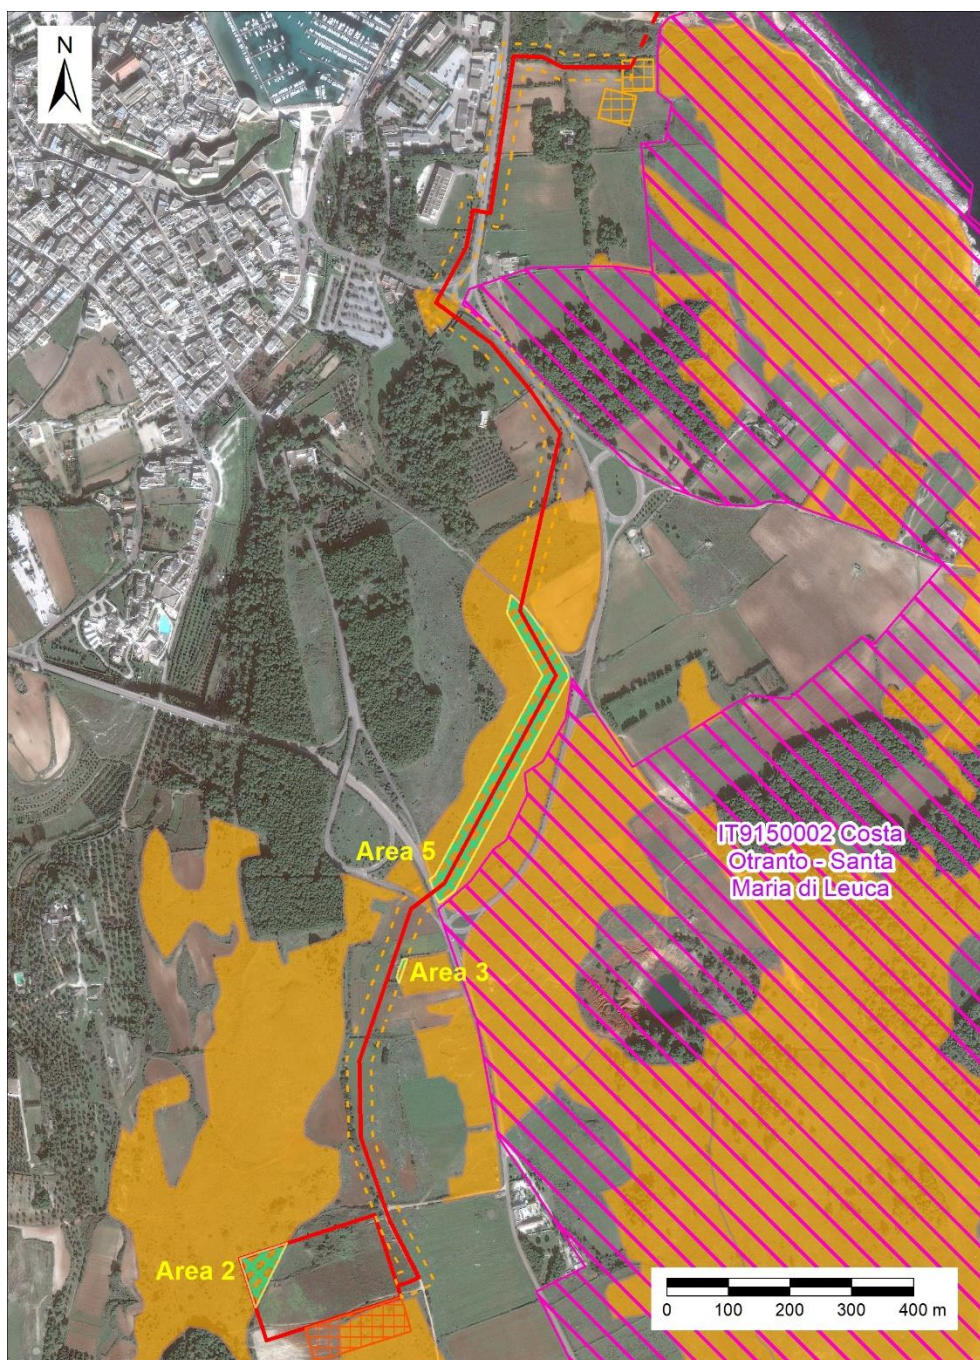 N
Area 5
IT9150002 Costa
Otranto - Santa
Maria di Leuca
Area 3
Area 2
0 100 200 300 400 m